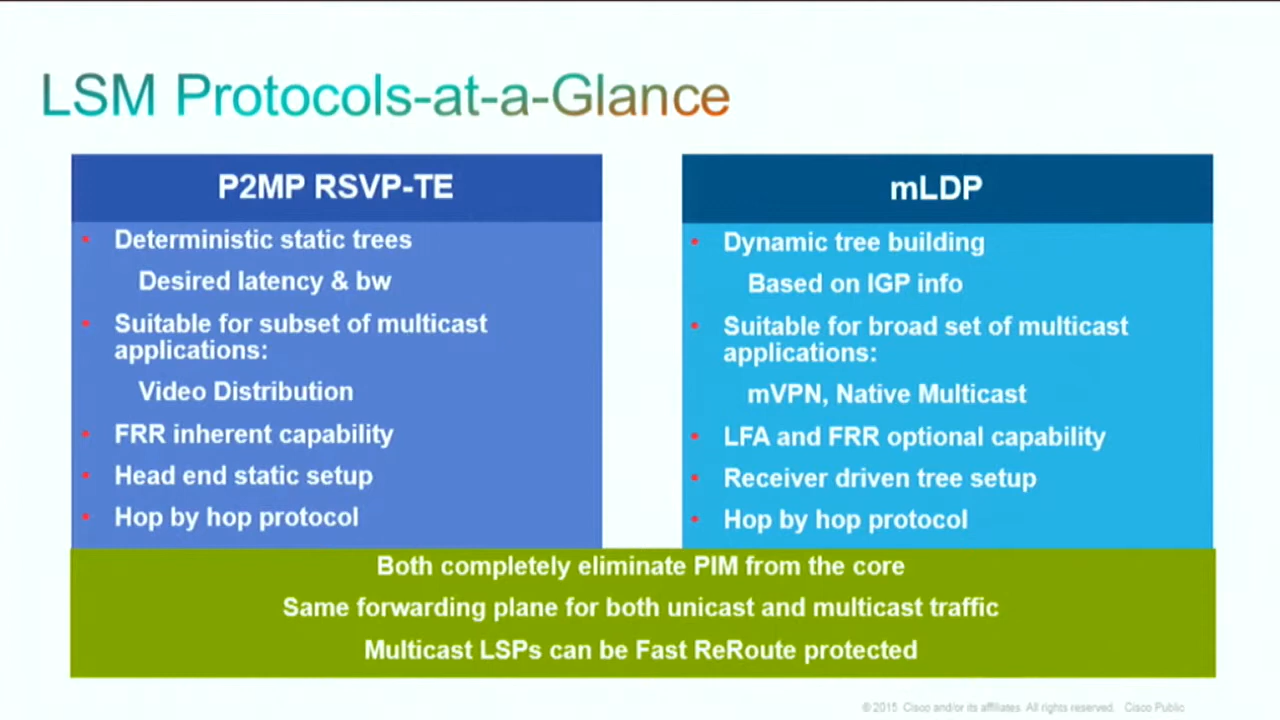 LSM Protocols-at-a-Glance
P2MP RSVP-TE
• Deterministic static trees
Desired latency & bw
• Suitable for subset of multicast
applications:
Video Distribution
• FRR inherent capability
• Head end static setup
• Hop by hop protocol
mLDP
• Dynamic tree building
Based on IGP info
• Suitable for broad set of multicast
applications:
mVPN, Native Multicast
• LFA and FRR optional capability
• Receiver driven tree setup
• Hop by hop protocol
Both completely eliminate PIM from the core
Same forwarding plane for both unicast and multicast traffic
Multicast LSPs can be Fast ReRoute protected
© 2015 Cisco and/or its affiliates. All rights reserved. Cisco Public